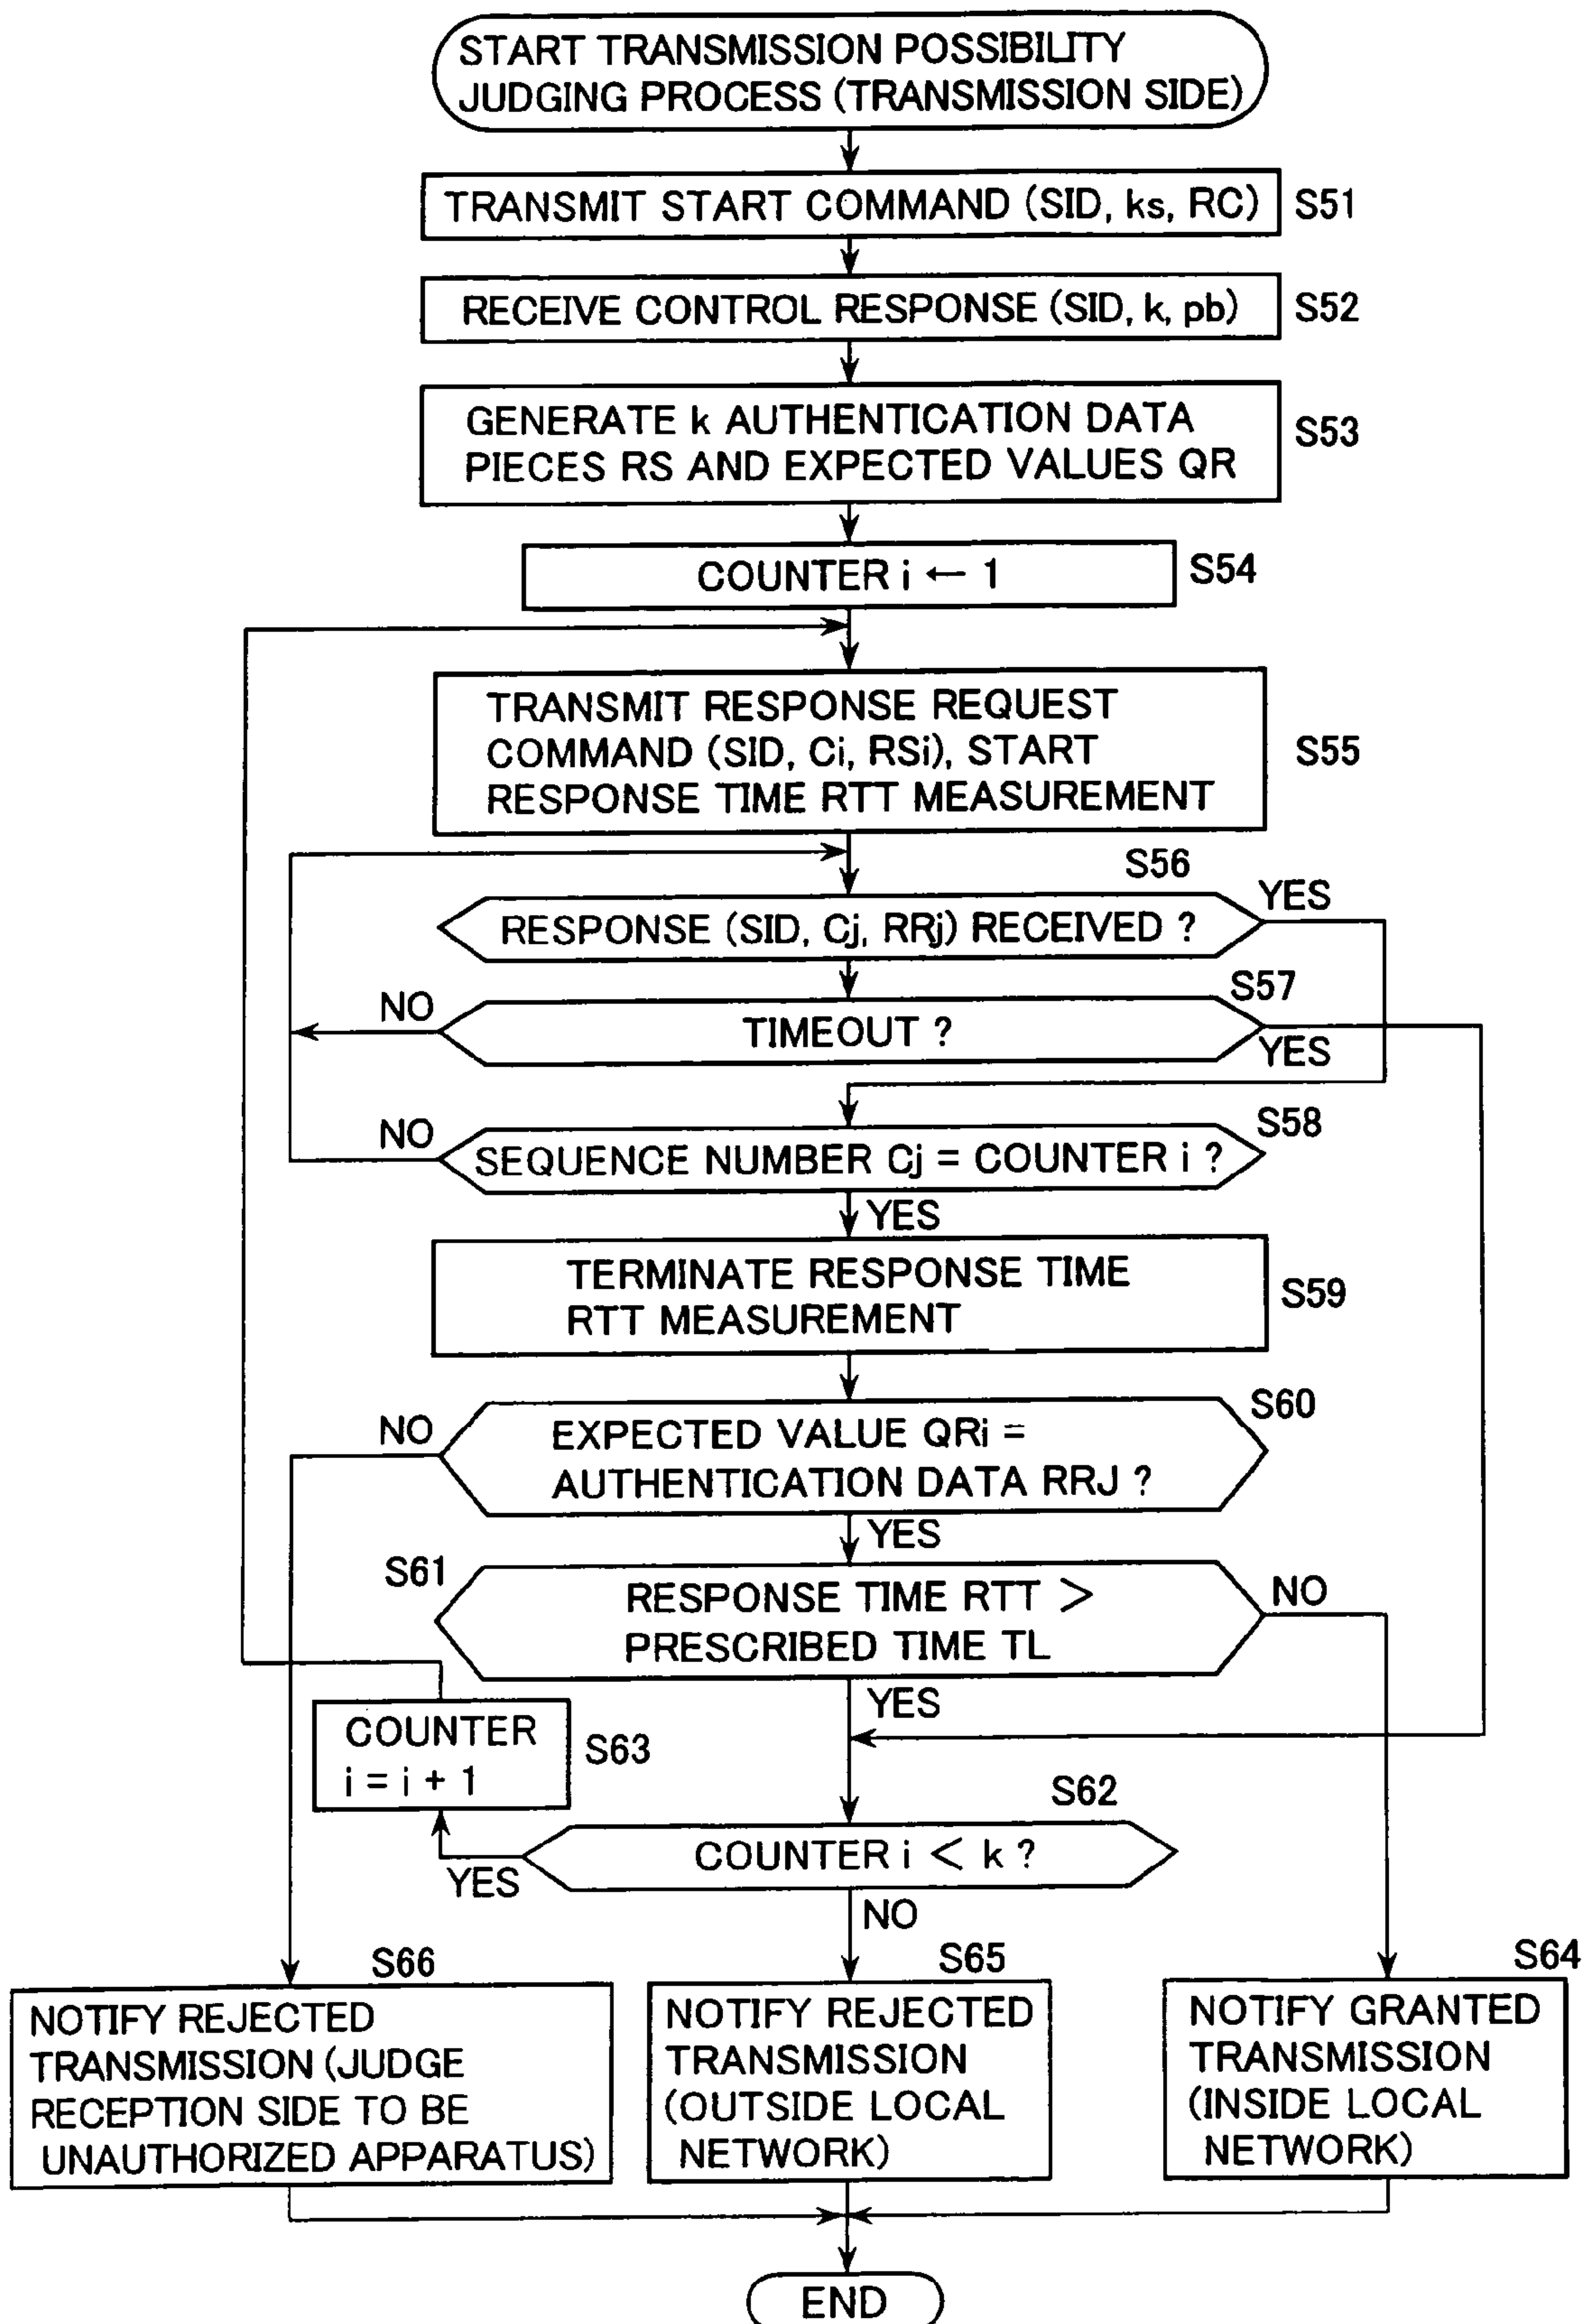 START TRANSMISSION POSSIBILITY
JUDGING PROCESS (TRANSMISSION SIDE)
TRANSMIT START COMMAND (SID, ks, RC)
S51
RECEIVE CONTROL RESPONSE (SID, k, pb)
S52
GENERATE k AUTHENTICATION DATA
PIECES RS AND EXPECTED VALUES QR
S53
COUNTER i ← 1
S54
TRANSMIT RESPONSE REQUEST
COMMAND (SID, Ci, RSi), START
RESPONSE TIME RTT MEASUREMENT
S55
S56
RESPONSE (SID, Cj, RRj) RECEIVED ?
YES
S57
NO
TIMEOUT ?
YES
S58
NO
SEQUENCE NUMBER Cj = COUNTER i ?
YES
TERMINATE RESPONSE TIME
RTT MEASUREMENT
S59
S60
NO
EXPECTED VALUE QRi =
AUTHENTICATION DATA RRJ ?
YES
S61
RESPONSE TIME RTT >
PRESCRIBED TIME TL
NO
YES
COUNTER
i = i + 1
S63
S62
COUNTER i < k ?
YES
NO
S66
NOTIFY REJECTED
TRANSMISSION (JUDGE
RECEPTION SIDE TO BE
UNAUTHORIZED APPARATUS)
S65
NOTIFY REJECTED
TRANSMISSION
(OUTSIDE LOCAL
NETWORK)
S64
NOTIFY GRANTED
TRANSMISSION
(INSIDE LOCAL
NETWORK)
END